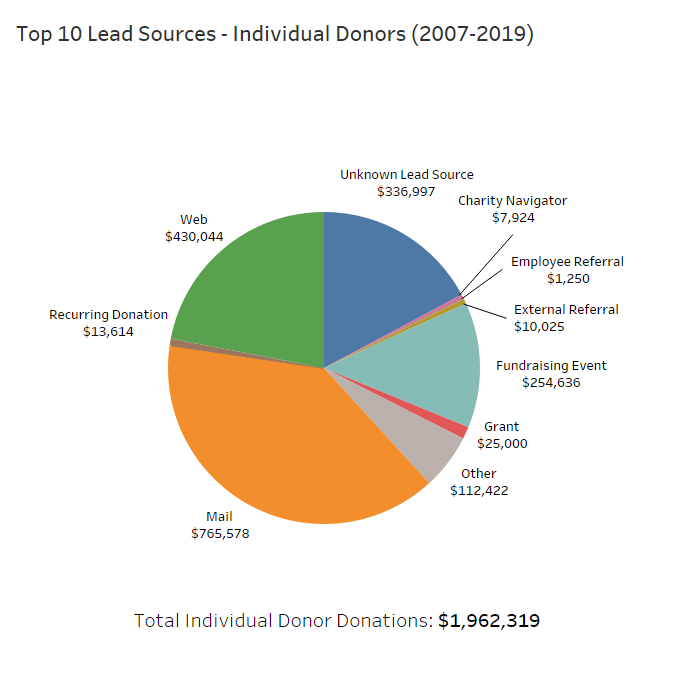 Top 10 Lead Sources - Individual Donors (2007-2019)
Unknown Lead Source
$336,997
Charity Navigator
$7,924
Web
$430,044
Employee Referral
$1,250
External Referral
$10,025
Recurring Donation
$13,614
Fundraising Event
$254,636
Grant
$25,000
Other
$112,422
Mail
$765,578
Total Individual Donor Donations: $1,962,319